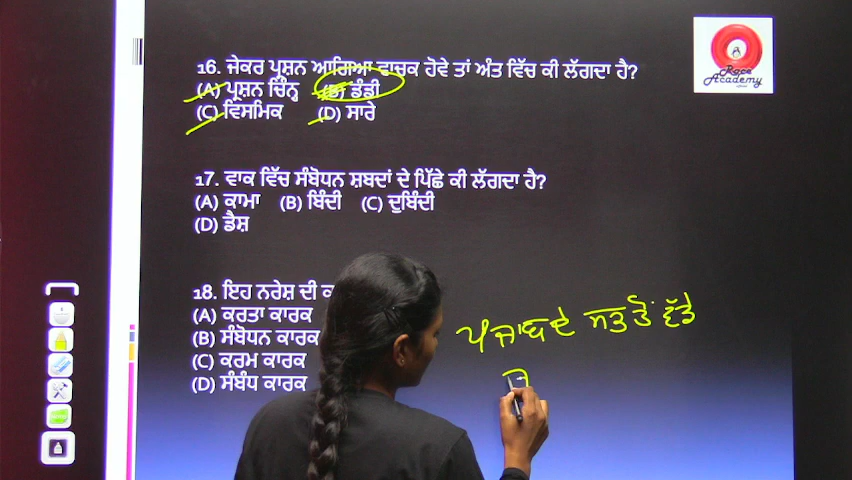 16. ਜੇਕਰ ਪ੍ਰਸ਼ਨ ਆਗਿਆ ਵਾਚਕ ਹੋਵੇ ਤਾਂ ਅੰਤ ਵਿੱਚ ਕੀ ਲੱਗਦਾ ਹੈ?
(A) ਪ੍ਰਸ਼ਨ ਚਿੰਨ੍ਹ (B) ਡੰਡੀ
(C) ਵਿਸਮਿਕ (D) ਸਾਰੇ
Race
Academy
17. ਵਾਕ ਵਿੱਚ ਸੰਬੋਧਨ ਸ਼ਬਦਾਂ ਦੇ ਪਿੱਛੇ ਕੀ ਲੱਗਦਾ ਹੈ?
(A) ਕਾਮਾ (B) ਬਿੰਦੀ (C) ਦੁਬਿੰਦੀ
(D) ਡੈਸ਼
18. ਇਹ ਨਰੇਸ਼ ਦੀ
(A) ਕਰਤਾ ਕਾਰਕ
(B) ਸੰਬੋਧਨ ਕਾਰਕ
(C) ਕਰਮ ਕਾਰਕ
(D) ਸੰਬੰਧ ਕਾਰਕ
ਪੰਜਾਬ ਦੇ ਵੱਡੇ